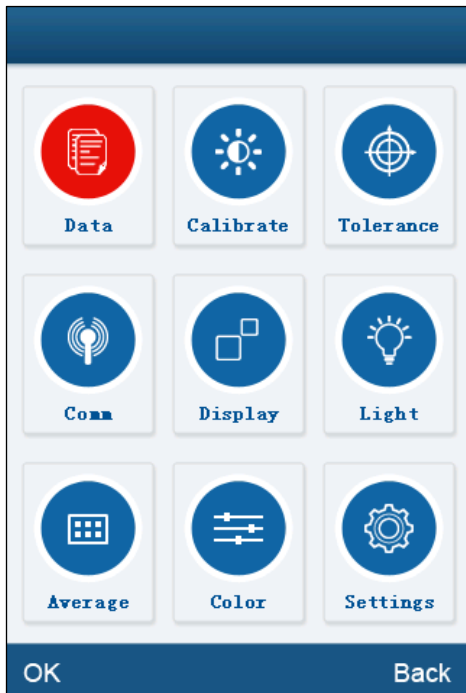 Data Calibrate Tolerance
Comm Display Light
Average Color Settings
OK Back